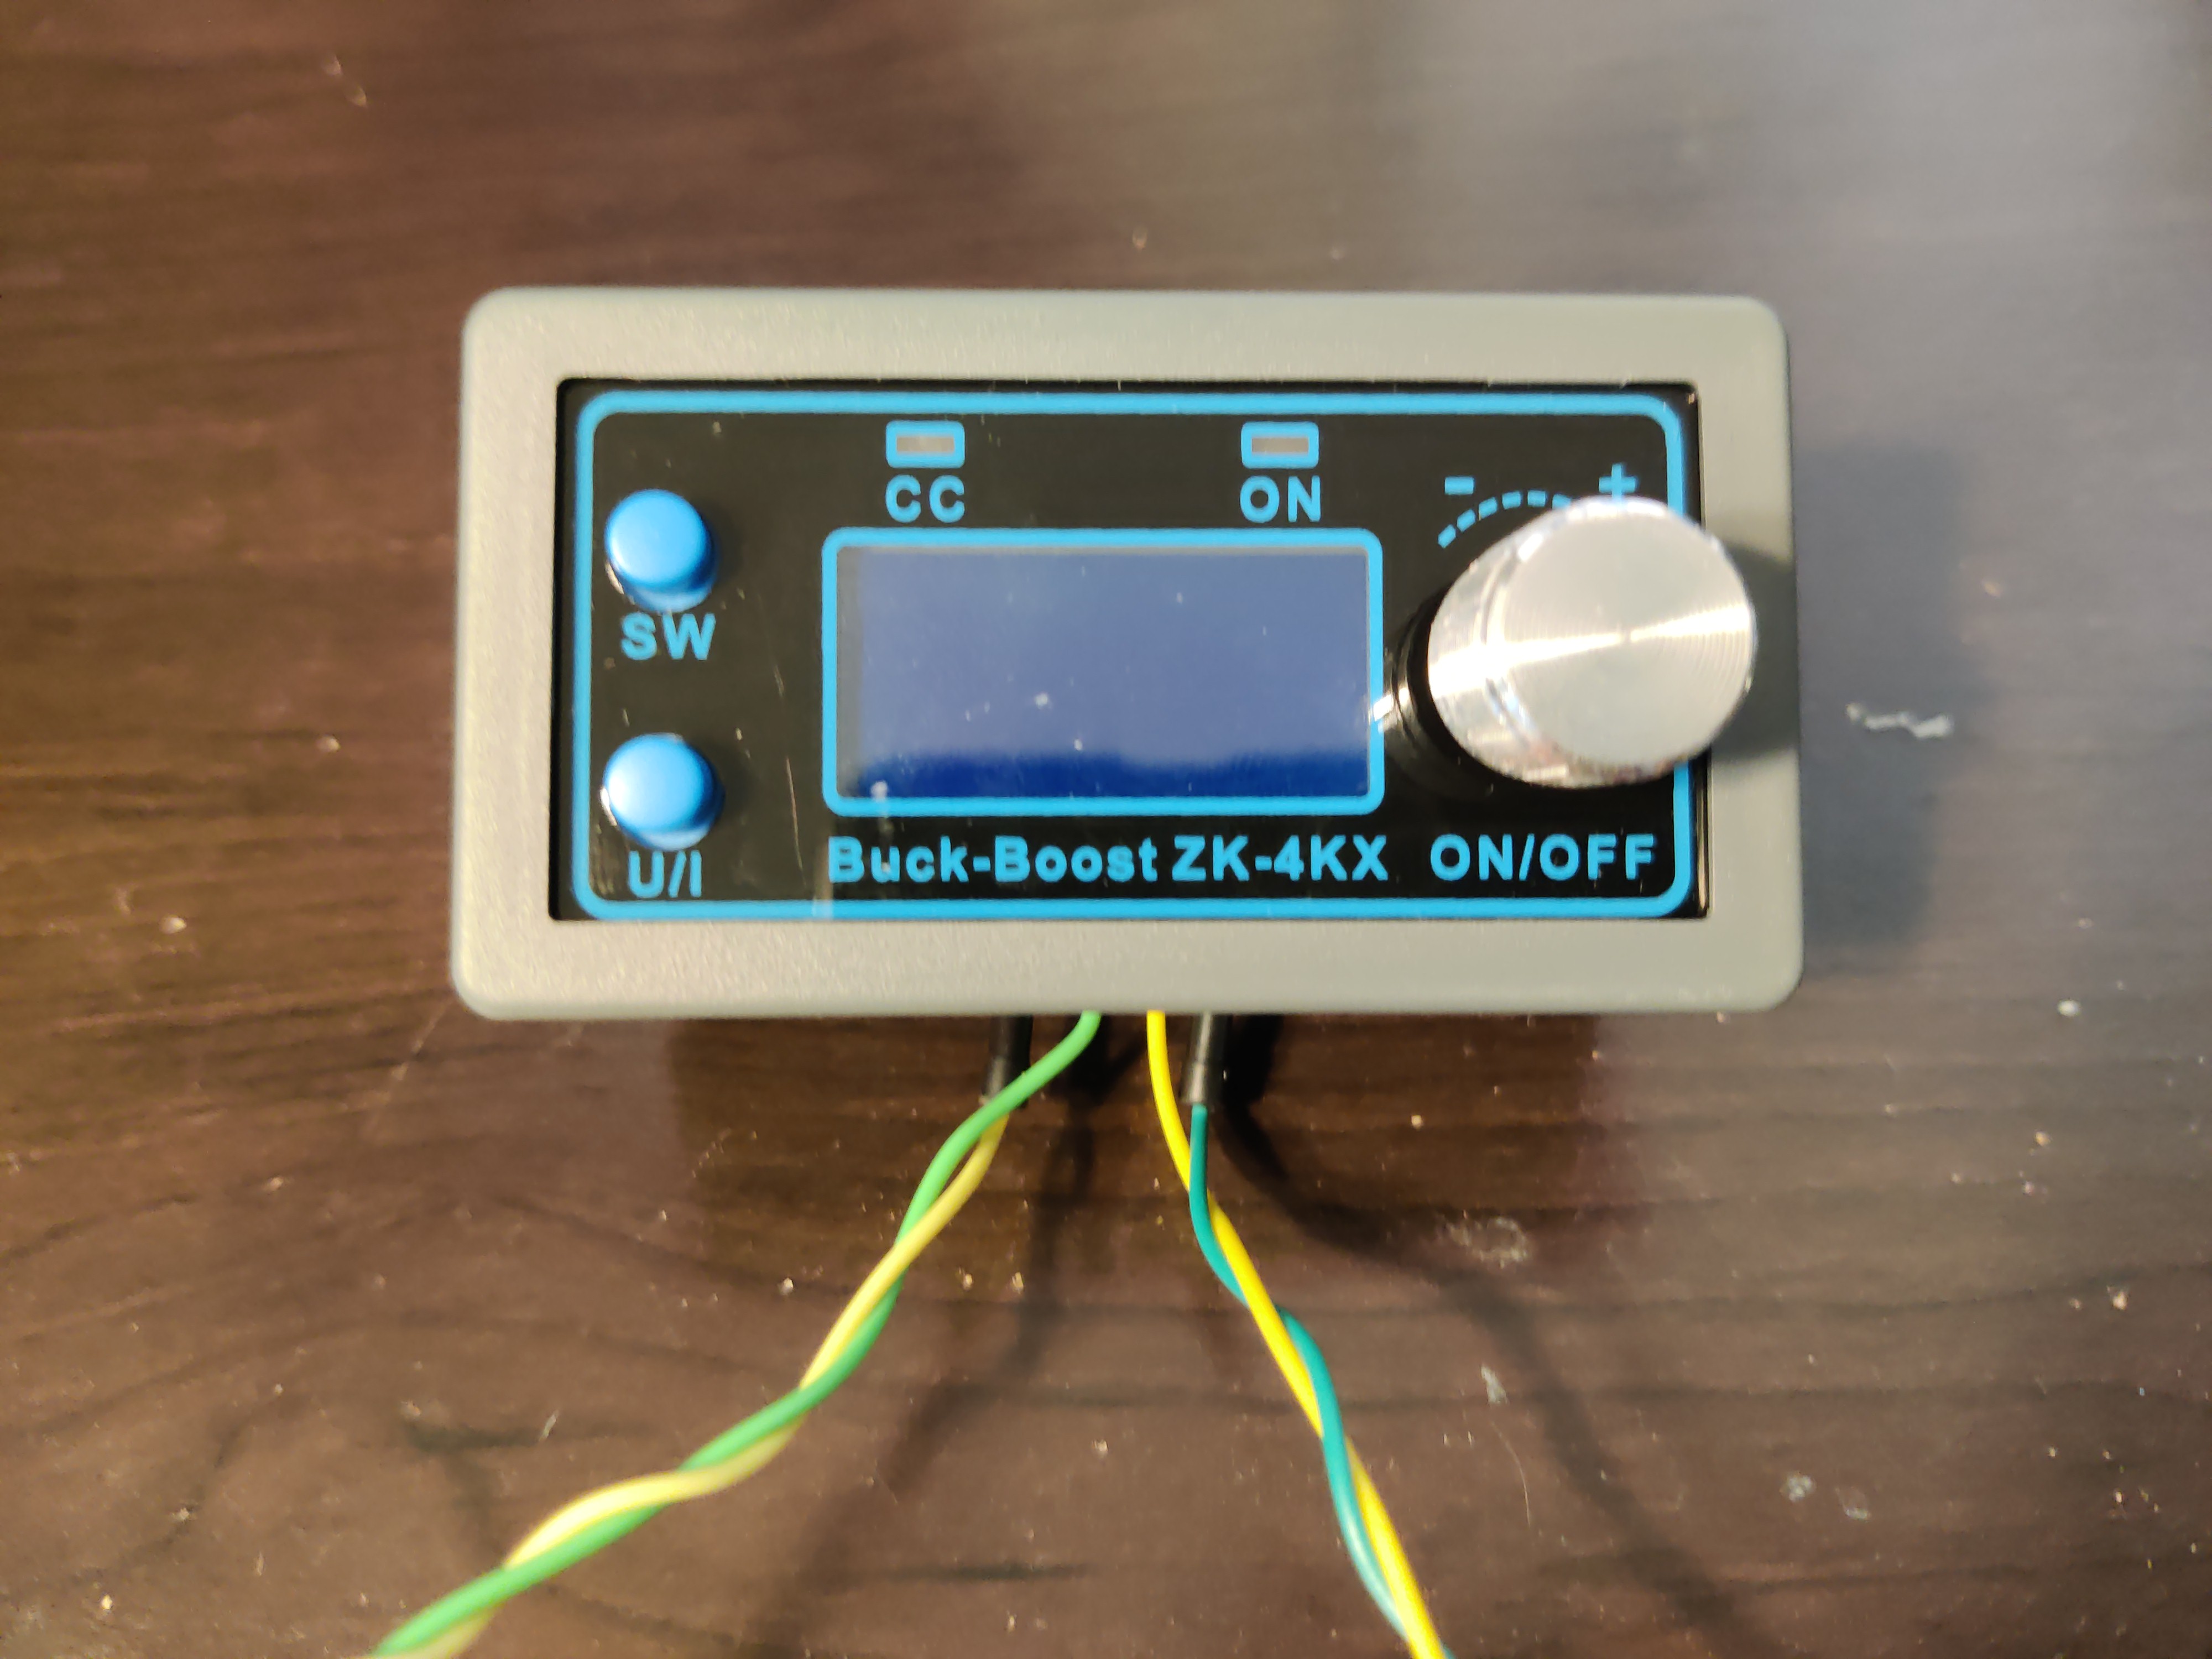 CC
ON
- +
SW
U/I
Buck-Boost ZK-4KX
ON/OFF